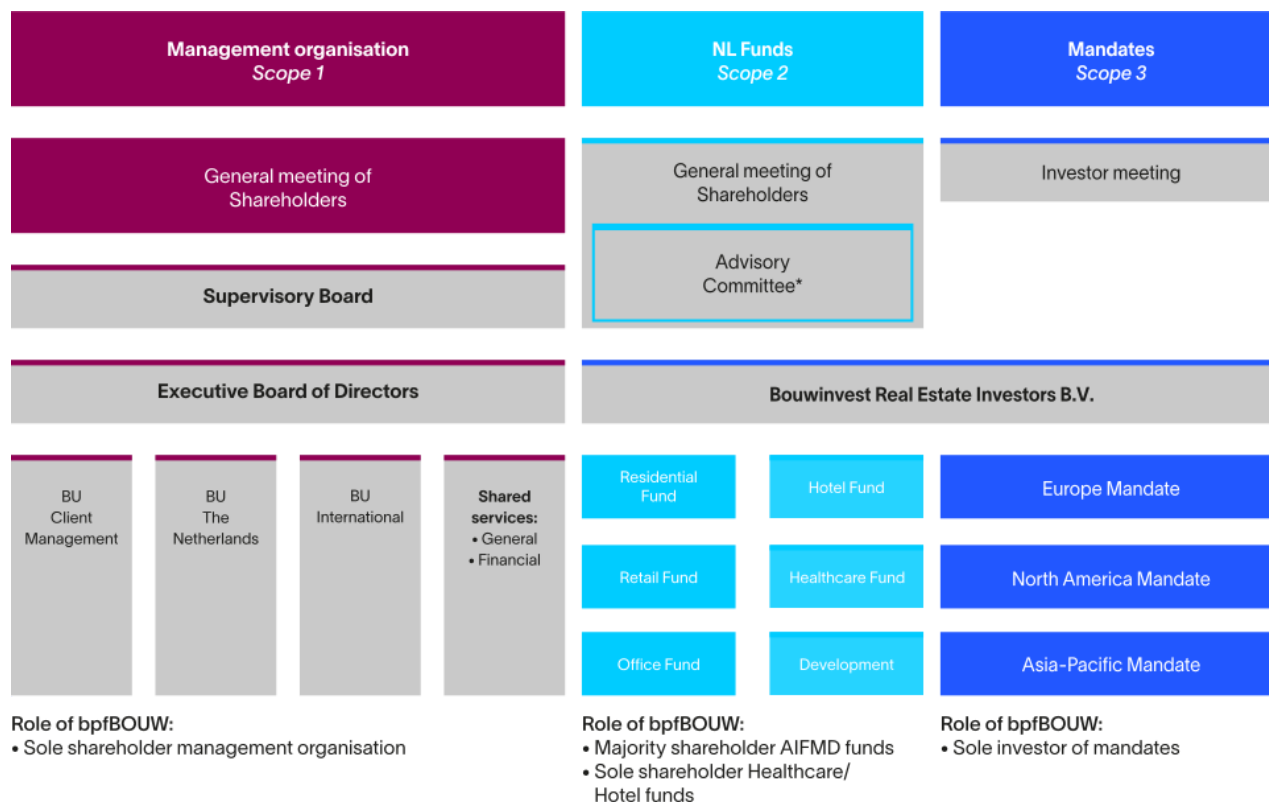 Management organisation
Scope 1
NL Funds
Scope 2
Mandates
Scope 3
General meeting of
Shareholders
General meeting of
Shareholders
Advisory
Committee*
Investor meeting
Supervisory Board
Executive Board of Directors
Bouwinvest Real Estate Investors B.V.
BU
Client
Management
BU
The
Netherlands
BU
International
Shared
services:
• General
• Financial
Residential
Fund
Hotel Fund
Europe Mandate
Retail Fund
Healthcare Fund
North America Mandate
Office Fund
Development
Asia-Pacific Mandate
Role of bpfBOUW:
• Sole shareholder management organisation
Role of bpfBOUW:
• Majority shareholder AIFMD funds
• Sole shareholder Healthcare/
Hotel funds
Role of bpfBOUW:
• Sole investor of mandates